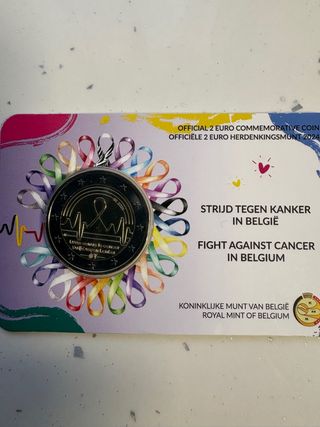 OFFICIAL 2 EURO COMMEMORATIVE COIN
OFFICIËLE 2 EURO HERDENKINGSMUNT 2024
STRIJD TEGEN KANKER
IN BELGIË
FIGHT AGAINST CANCER
IN BELGIUM
KONINKLIJKE MUNT VAN BELGIË
ROYAL MINT OF BELGIUM